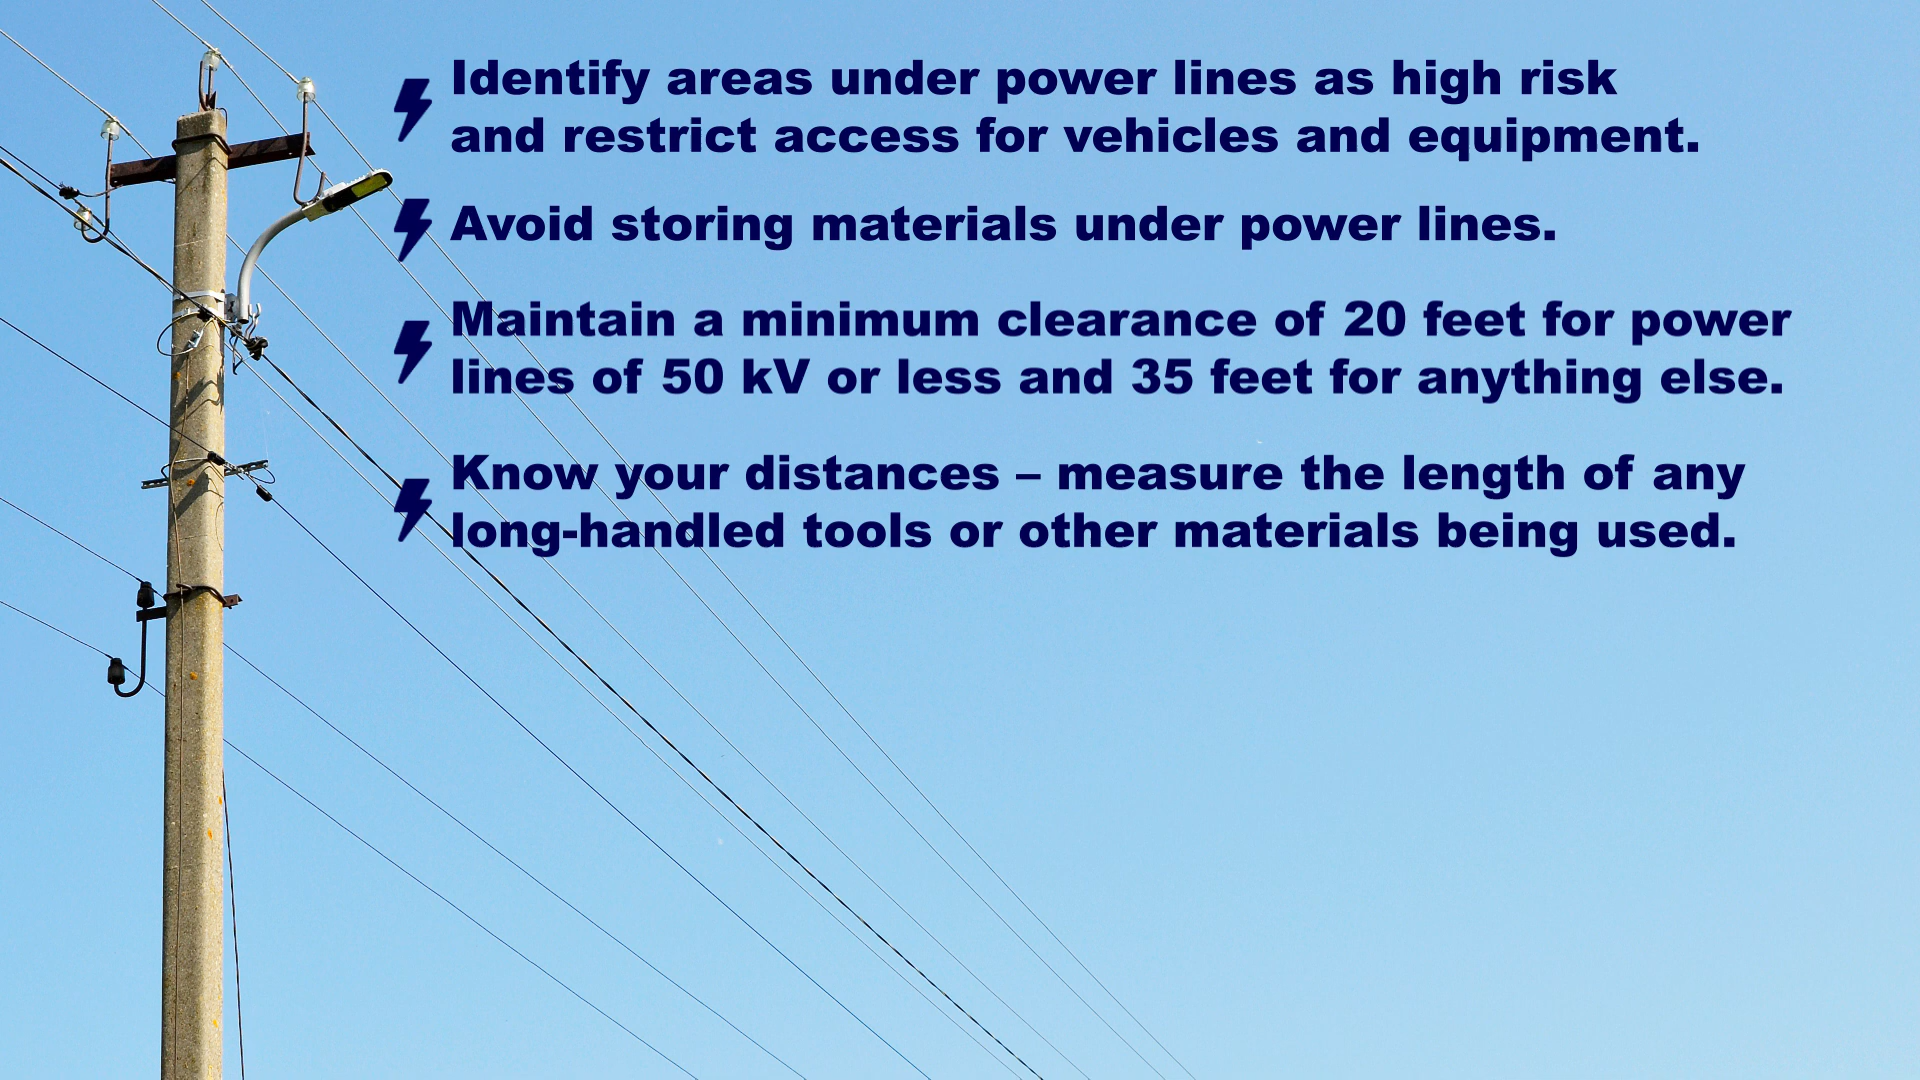 Identify areas under power lines as high risk
and restrict access for vehicles and equipment.
Avoid storing materials under power lines.
Maintain a minimum clearance of 20 feet for power
lines of 50 kV or less and 35 feet for anything else.
Know your distances – measure the length of any
long-handled tools or other materials being used.